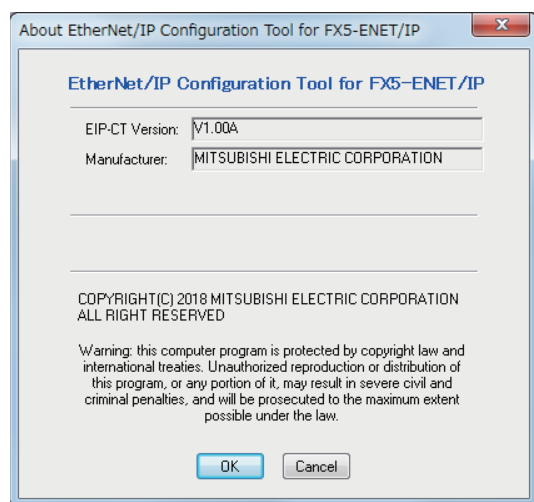 About EtherNet/IP Configuration Tool for FX5-ENET/IP
EtherNet/IP Configuration Tool for FX5-ENET/IP
EIP-CT Version: V1.00A
Manufacturer: MITSUBISHI ELECTRIC CORPORATION
COPYRIGHT(C) 2018 MITSUBISHI ELECTRIC CORPORATION
ALL RIGHT RESERVED
Warning: this computer program is protected by copyright law and
international treaties. Unauthorized reproduction or distribution of
this program, or any portion of it, may result in severe civil and
criminal penalties, and will be prosecuted to the maximum extent
possible under the law.
OK Cancel